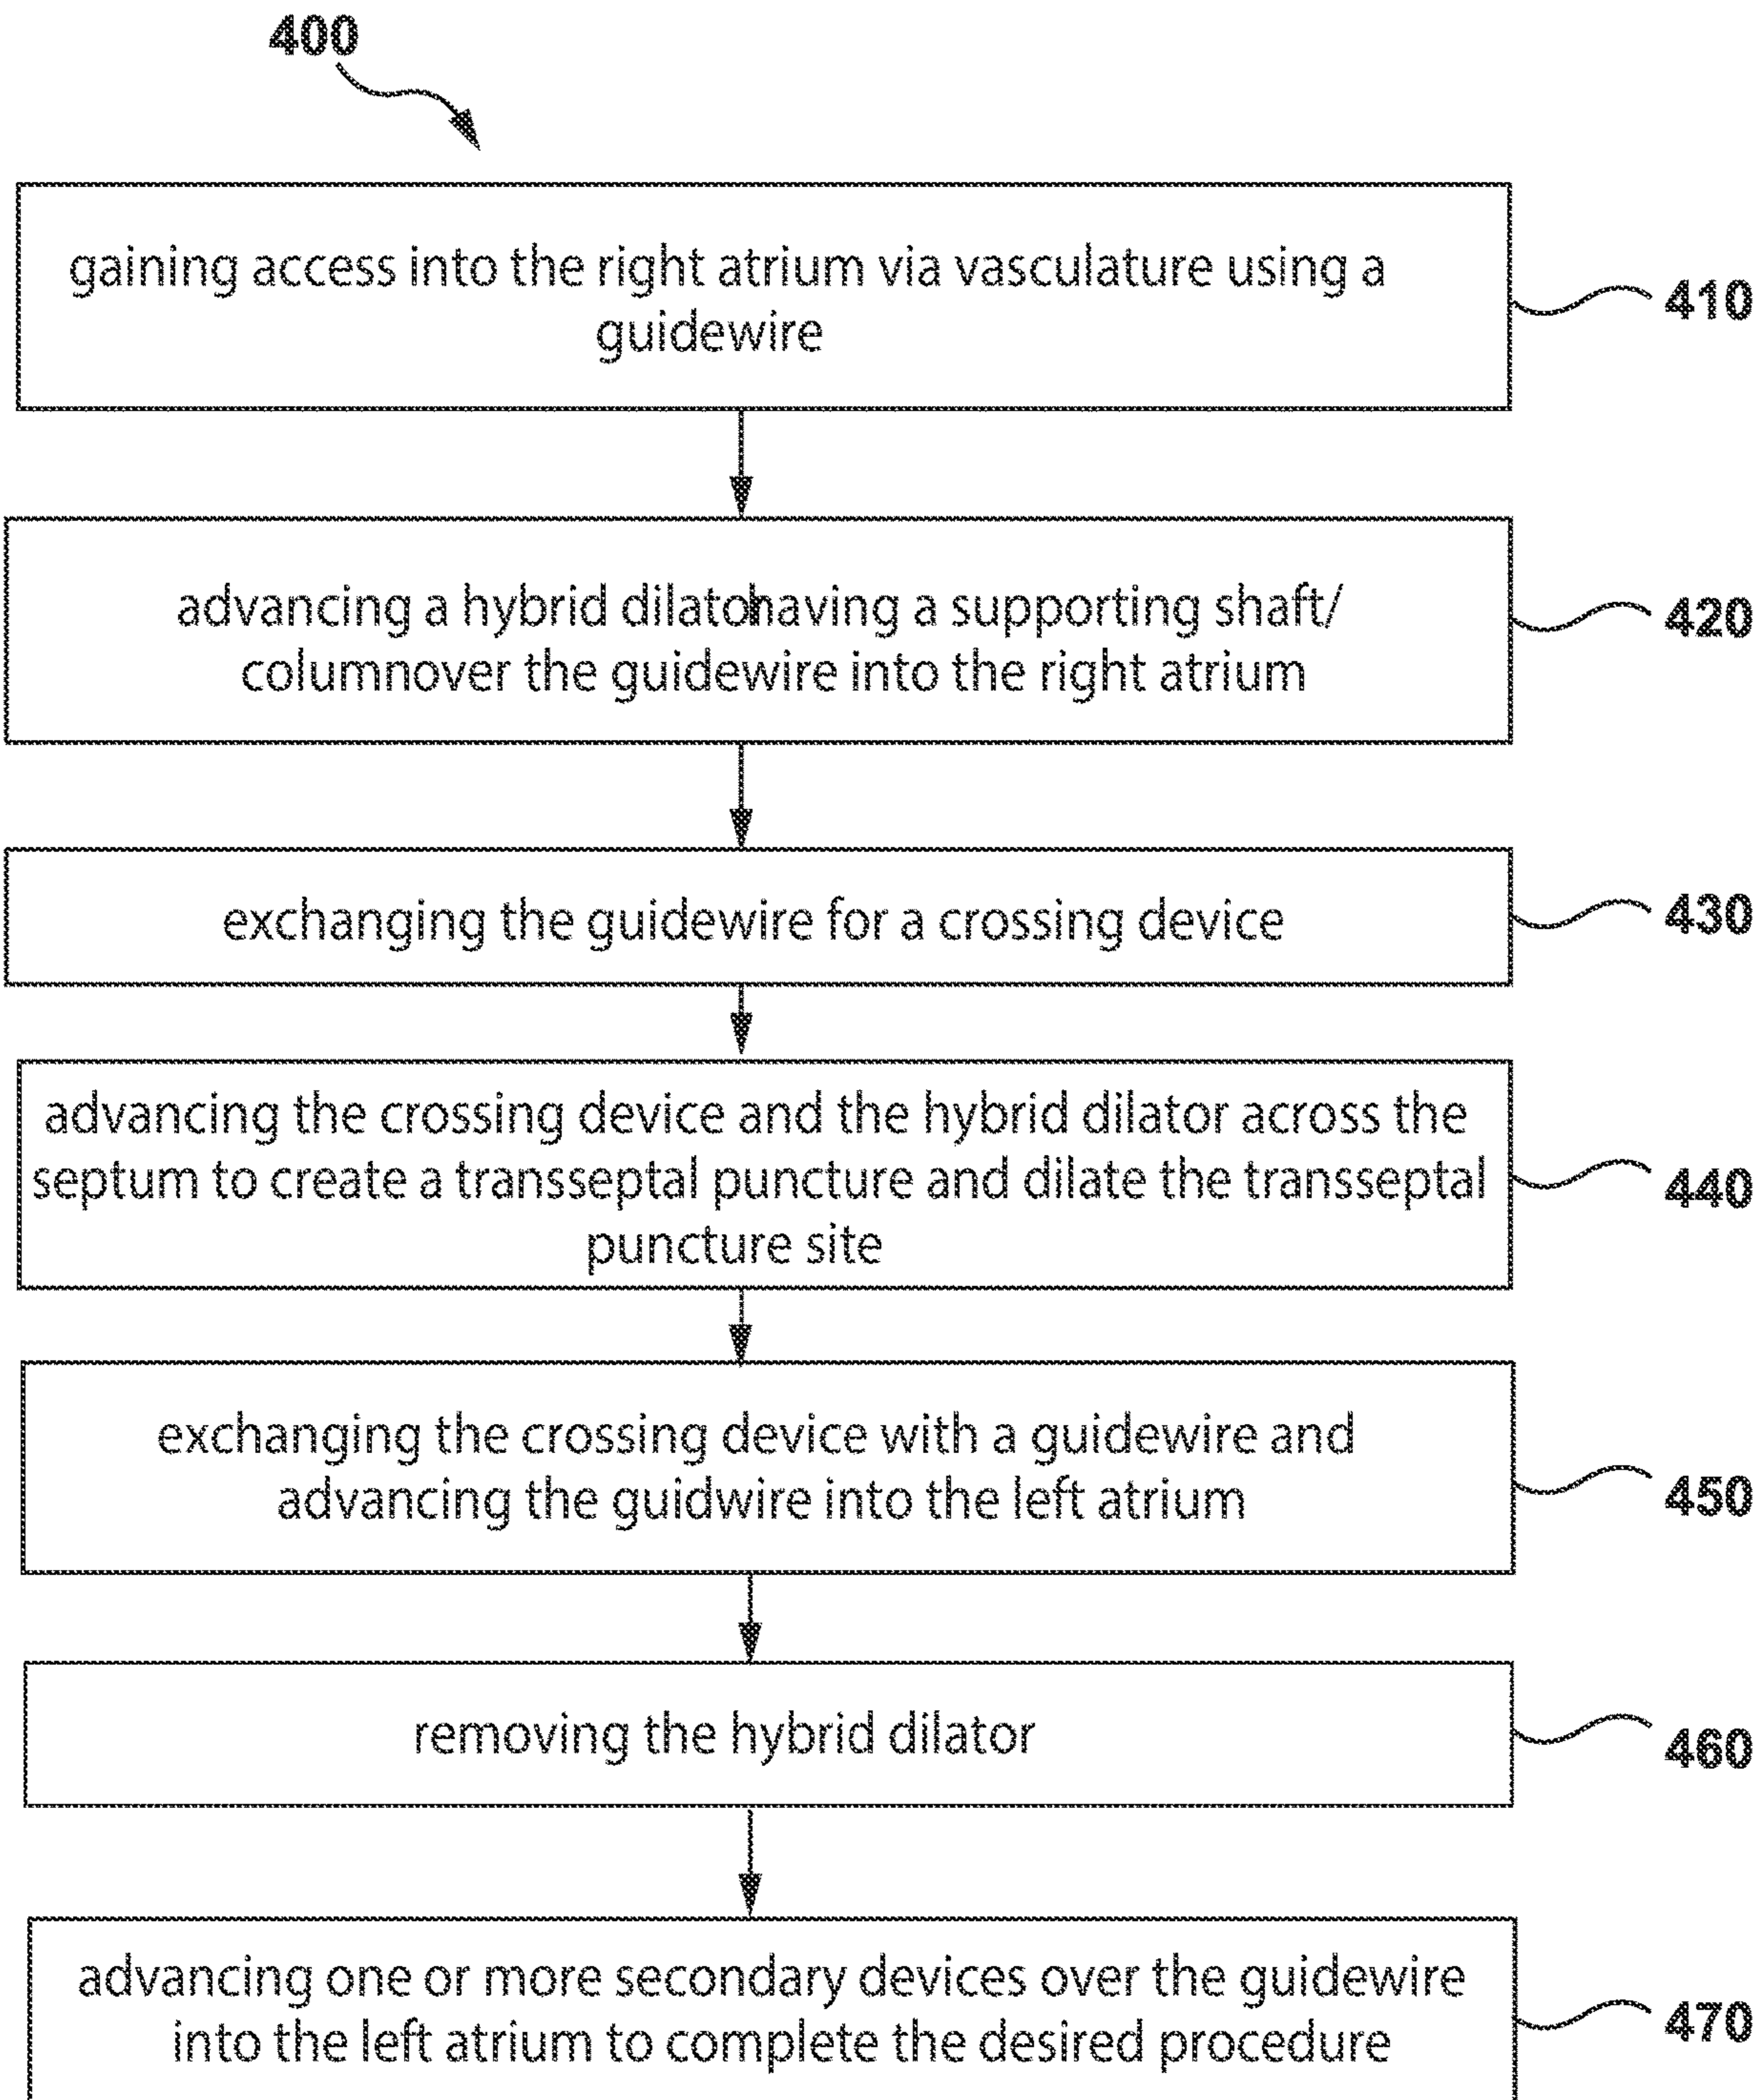 400
gaining access into the right atrium via vasculature using a
guidewire
410
advancing a hybrid dilatorhaving a supporting shaft/
columnover the guidewire into the right atrium
420
exchanging the guidewire for a crossing device
430
advancing the crossing device and the hybrid dilator across the
septum to create a transseptal puncture and dilate the transseptal
puncture site
440
exchanging the crossing device with a guidewire and
advancing the guidwire into the left atrium
450
removing the hybrid dilator
460
advancing one or more secondary devices over the guidewire
into the left atrium to complete the desired procedure
470